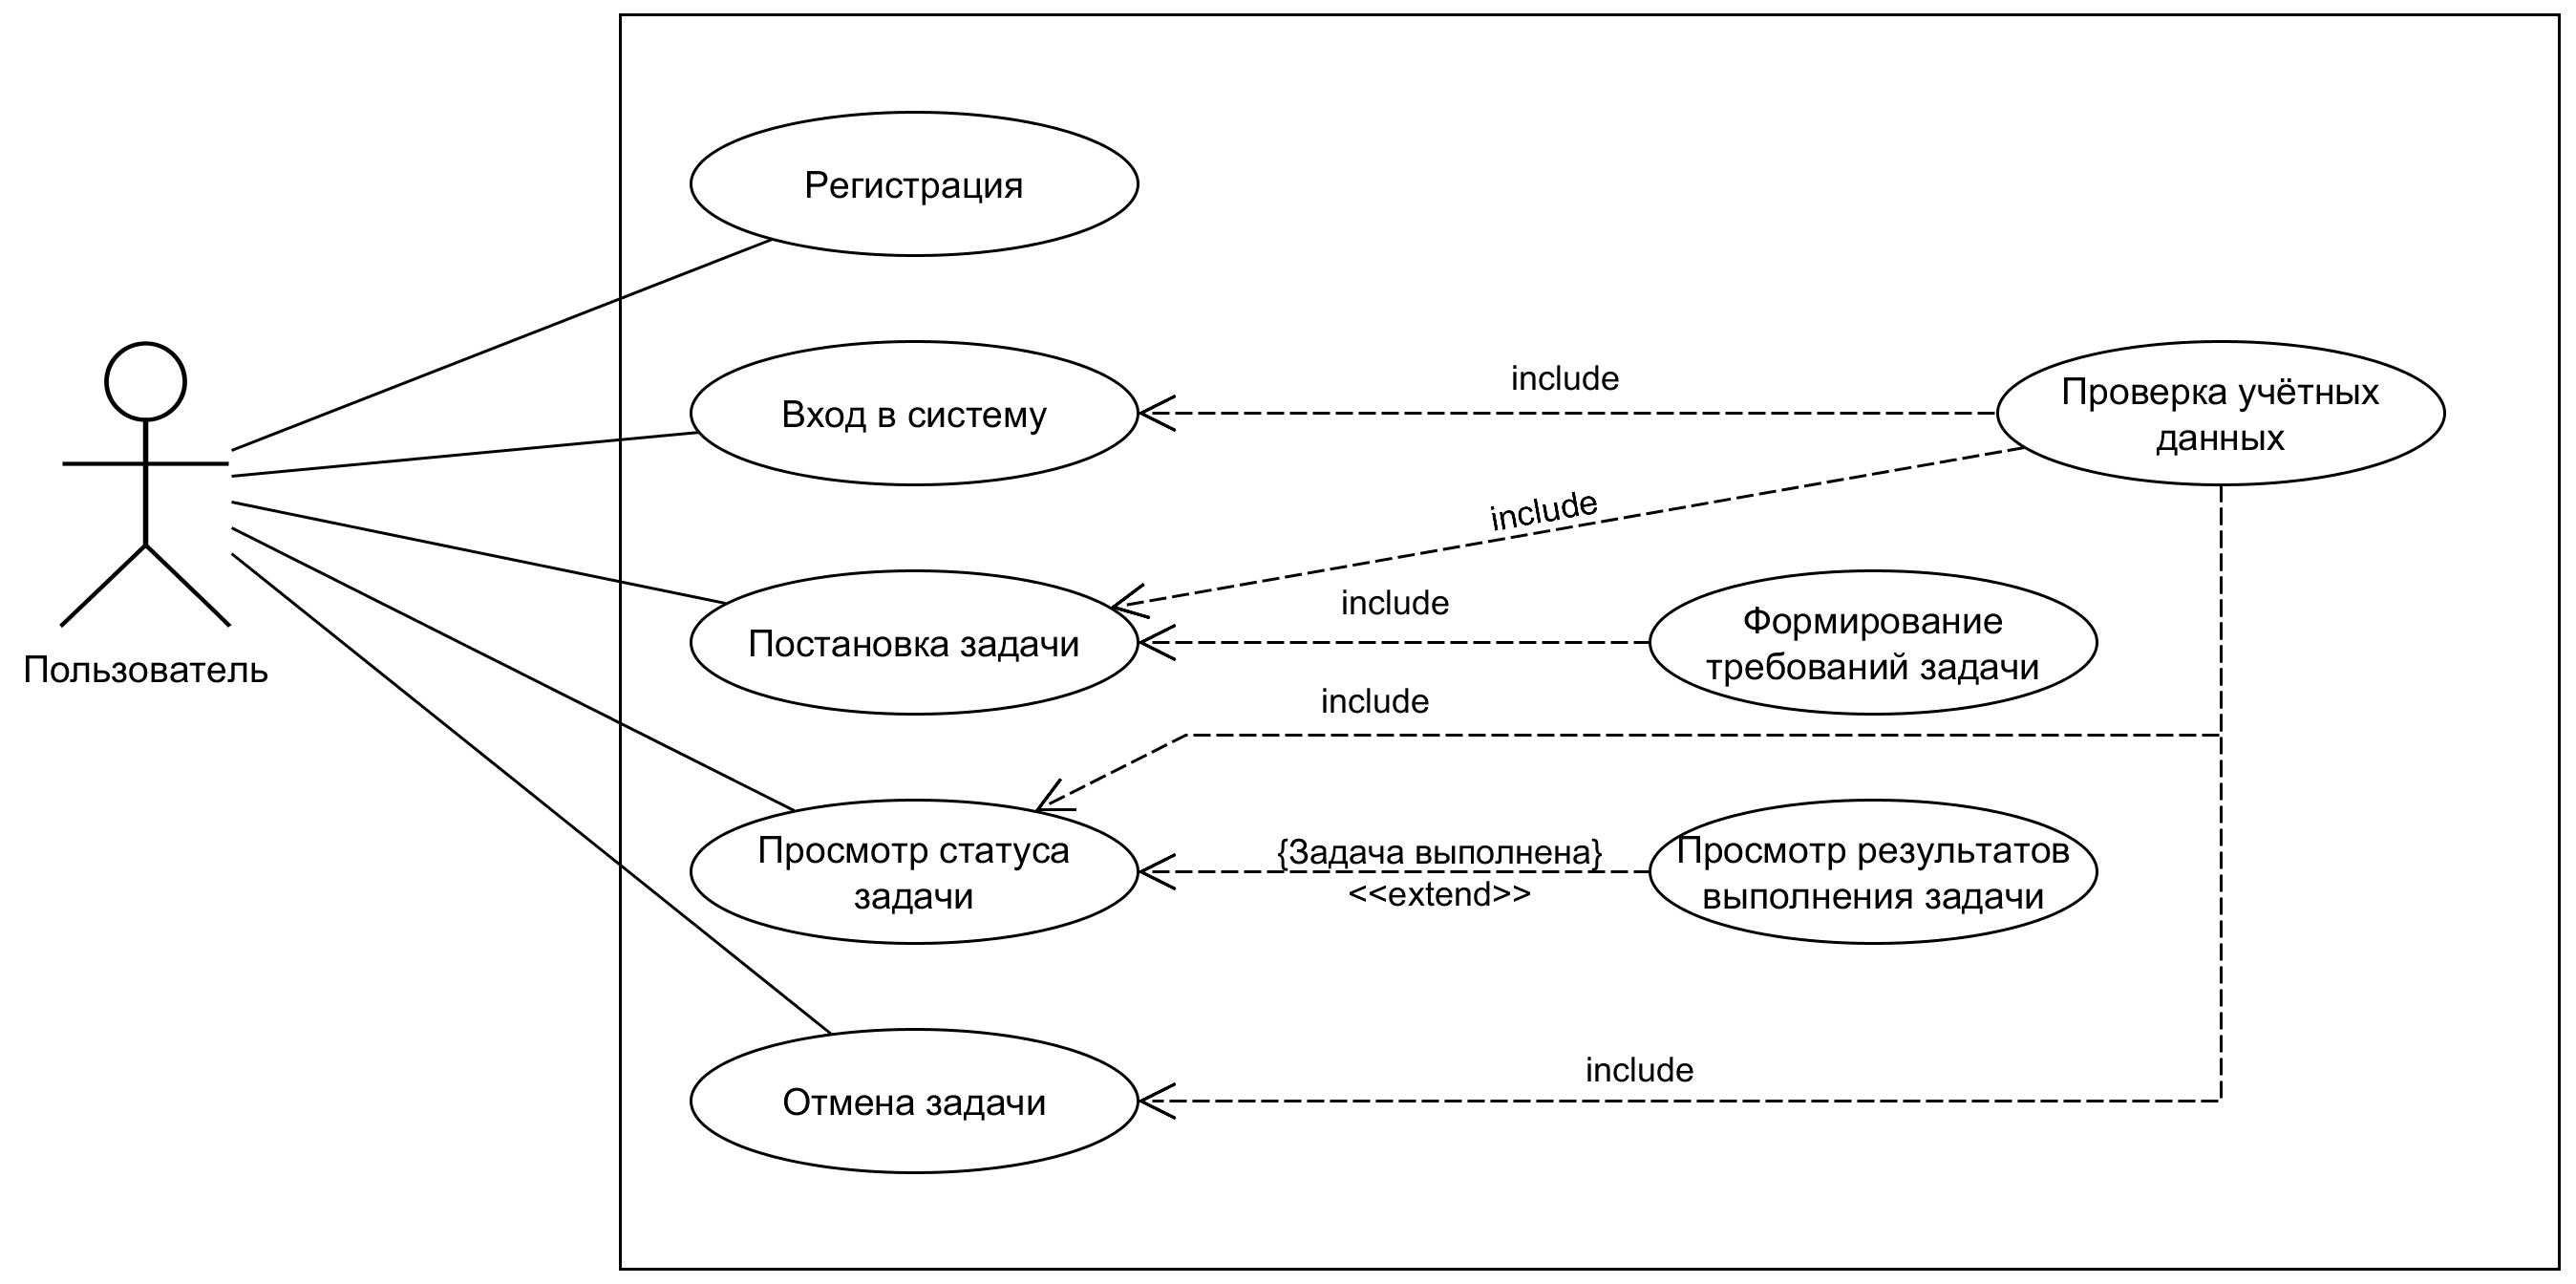 Регистрация
include
Вход в систему
Проверка учётных
данных
include
include
Постановка задачи
Формирование
требований задачи
Пользователь
include
{Задача выполнена}
<<extend>>
Просмотр статуса
задачи
Просмотр результатов
выполнения задачи
include
Отмена задачи